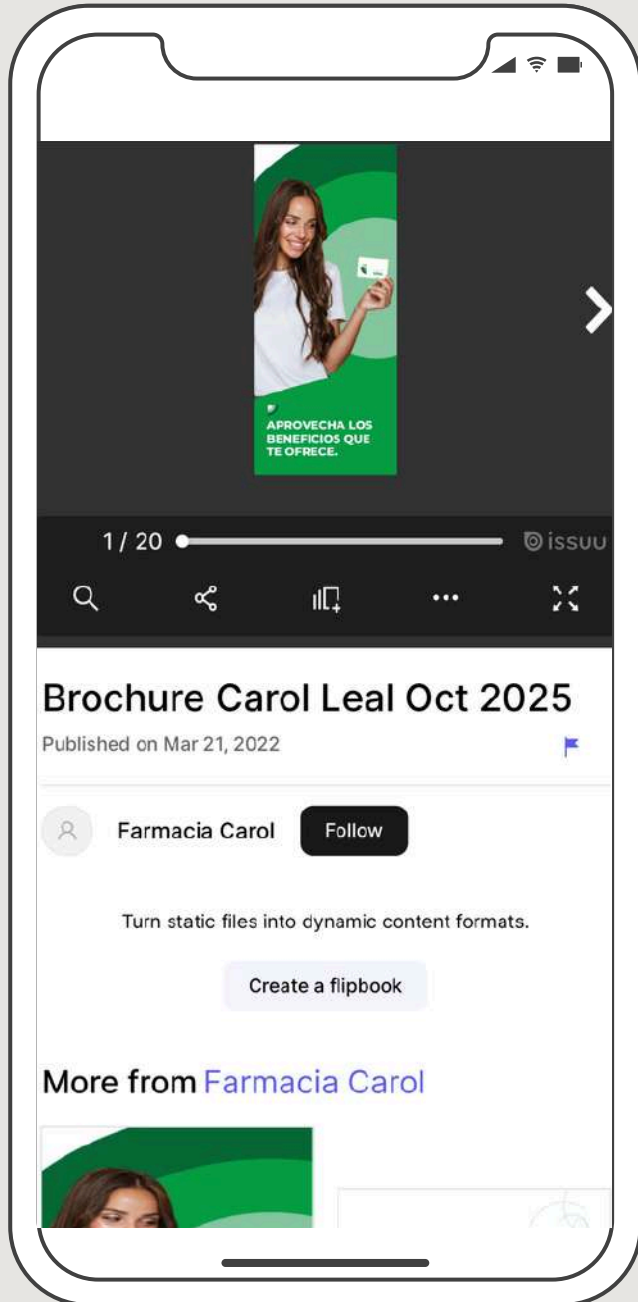 APROVECHA LOS
BENEFICIOS QUE
TE OFRECE.
1 / 20
issuu
Brochure Carol Leal Oct 2025
Published on Mar 21, 2022
Farmacia Carol
Follow
Turn static files into dynamic content formats.
Create a flipbook
More from Farmacia Carol